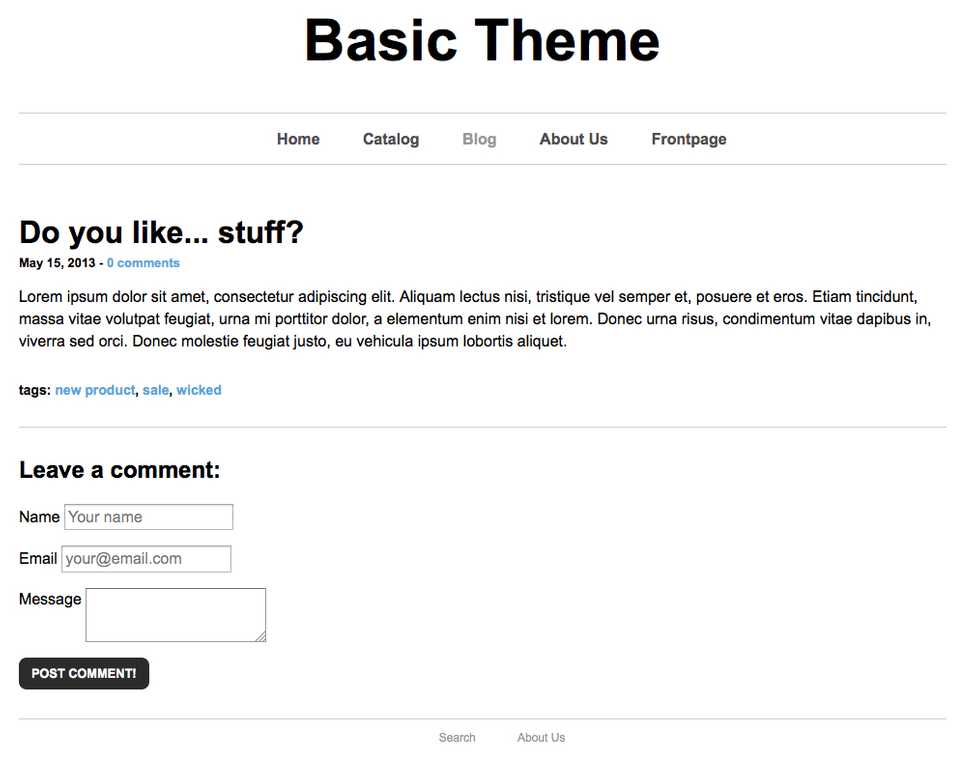 Basic Theme
Home Catalog Blog About Us Frontpage
Do you like... stuff?
May 15, 2013 - 0 comments
Lorem ipsum dolor sit amet, consectetur adipiscing elit. Aliquam lectus nisi, tristique vel semper et, posuere et eros. Etiam tincidunt,
massa vitae volutpat feugiat, urna mi porttitor dolor, a elementum enim nisi et lorem. Donec urna risus, condimentum vitae dapibus in,
viverra sed orci. Donec molestie feugiat justo, eu vehicula ipsum lobortis aliquet.
tags: new product, sale, wicked
Leave a comment:
Name Your name
Email your@email.com
Message
POST COMMENT!
Search About Us